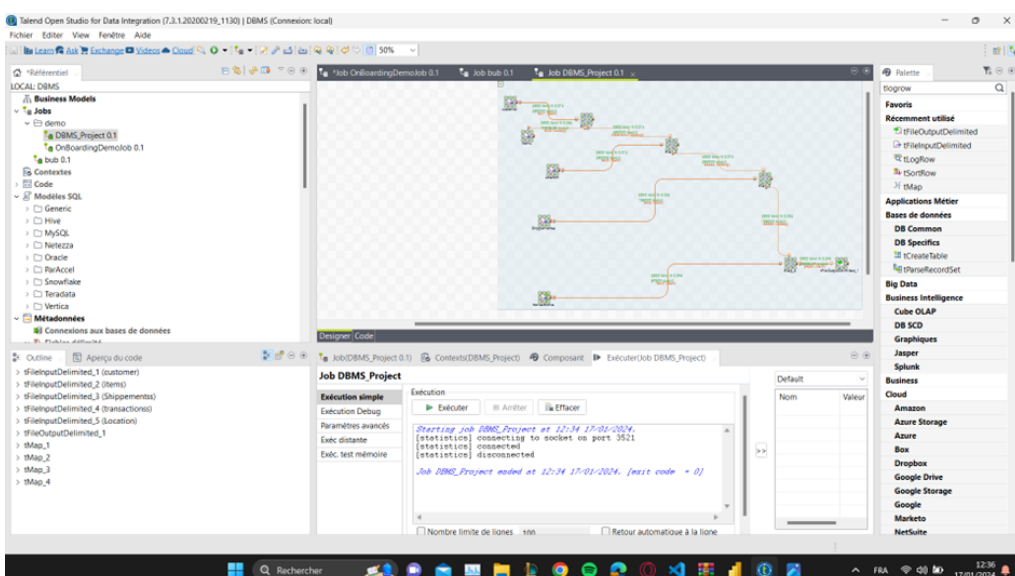 Talend Open Studio for Data Integration (7.3.1.20200219_1130) | DBMS (Connexion: local)
Fichier Editer View Fenêtre Aide
Learn Ask Exchange Videos Cloud 50%
*Référentiel
LOCAL: DBMS
Business Models
Jobs
demo
DBMS_Project 0.1
OnBoardingDemoJob 0.1
bub 0.1
Contextes
Code
Modèles SQL
Generic
Hive
MySQL
Netezza
Oracle
ParAccel
Snowflake
Teradata
Vertica
Métadonnées
Connexions aux bases de données
Fichier délimité
*Job OnBoardingDemoJob 0.1 Job bub 0.1 Job DBMS_Project 0.1
Designer Code
Palette
tlogrow
Favoris
Récemment utilisé
tFileOutputDelimited
tFileInputDelimited
tLogRow
tSortRow
tMap
Applications Métier
Bases de données
DB Common
DB Specifics
tCreateTable
tParseRecordSet
Big Data
Business Intelligence
Cube OLAP
DB SCD
Graphiques
Jasper
Splunk
Business
Cloud
Amazon
Azure Storage
Azure
Box
Dropbox
Google Drive
Google Storage
Google
Marketo
NetSuite
Outline Aperçu du code
tFileInputDelimited_1 (customer)
tFileInputDelimited_2 (items)
tFileInputDelimited_3 (Shippementss)
tFileInputDelimited_4 (transactionss)
tFileInputDelimited_5 (Location)
tFileOutputDelimited_1
tMap_1
tMap_2
tMap_3
tMap_4
Job(DBMS_Project 0.1) Contexts(DBMS_Project) Composant Exécuter(Job DBMS_Project)
Job DBMS_Project
Exécution simple
Exécution Debug
Paramètres avancés
Exéc distante
Exéc. test mémoire
Exécution
Exécuter Arrêter Effacer
Starting job DBMS_Project at 12:34 17/01/2024.
[statistics] connecting to socket on port 3521
[statistics] connected
[statistics] disconnected
Job DBMS_Project ended at 12:34 17/01/2024. [exit code = 0]
Nombre limite de lignes 100 Retour automatique à la ligne
Default
Nom Valeur
>>
Rechercher
FRA
12:36
17/01/2024